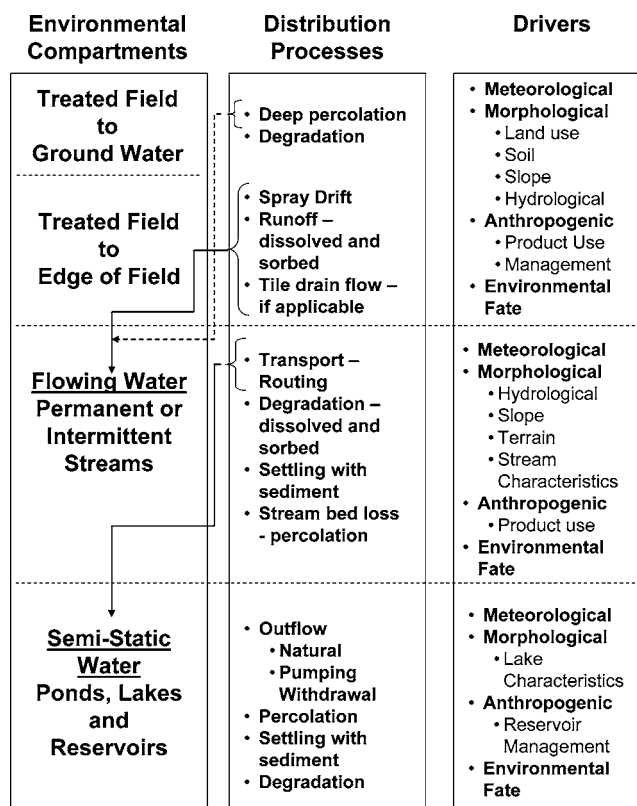 Environmental
Compartments
Distribution
Processes
Drivers
Treated Field
to
Ground Water
Treated Field
to
Edge of Field
Flowing Water
Permanent or
Intermittent
Streams
Semi-Static
Water
Ponds, Lakes
and
Reservoirs
• Deep percolation
• Degradation
• Spray Drift
• Runoff –
dissolved and
sorbed
• Tile drain flow –
if applicable
• Transport –
Routing
• Degradation –
dissolved and
sorbed
• Settling with
sediment
• Stream bed loss
- percolation
• Outflow
• Natural
• Pumping
Withdrawal
• Percolation
• Settling with
sediment
• Degradation
• Meteorological
• Morphological
• Land use
• Soil
• Slope
• Hydrological
• Anthropogenic
• Product Use
• Management
• Environmental
Fate
• Meteorological
• Morphological
• Hydrological
• Slope
• Terrain
• Stream
Characteristics
• Anthropogenic
• Product use
• Environmental
Fate
• Meteorological
• Morphological
• Lake
Characteristics
• Anthropogenic
• Reservoir
Management
• Environmental
Fate